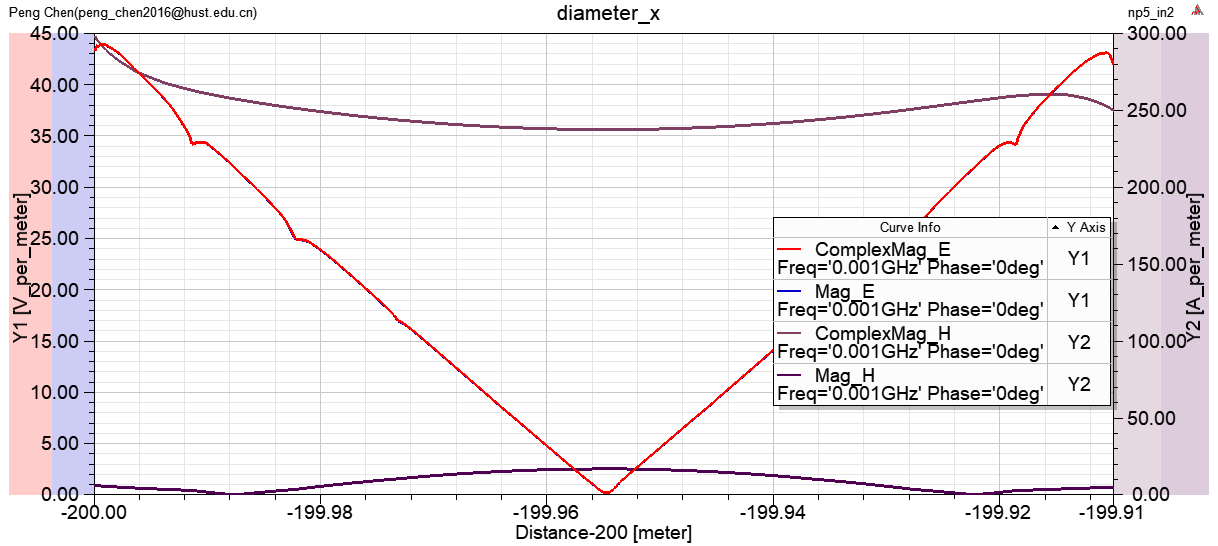 Peng Chen(peng_chen2016@hust.edu.cn)
diameter_x
np5_in2
Y1 [V_per_meter]
45.00
40.00
35.00
30.00
25.00
20.00
15.00
10.00
5.00
0.00
300.00
250.00
200.00
150.00
100.00
50.00
0.00
Y2 [A_per_meter]
Curve Info
Y Axis
ComplexMag_E
Freq='0.001GHz' Phase='0deg'
Y1
Mag_E
Freq='0.001GHz' Phase='0deg'
Y1
ComplexMag_H
Freq='0.001GHz' Phase='0deg'
Y2
Mag_H
Freq='0.001GHz' Phase='0deg'
Y2
-200.00
-199.98
-199.96
-199.94
-199.92
-199.91
Distance-200 [meter]